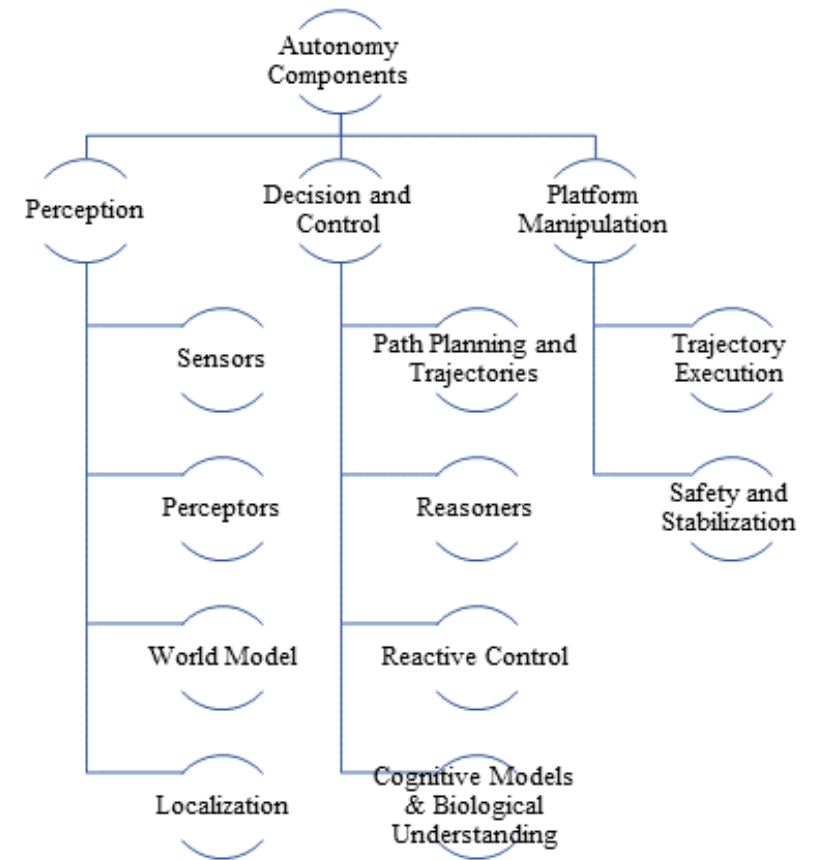 Autonomy
Components
Perception
Decision and
Control
Platform
Manipulation
Sensors
Path Planning and
Trajectories
Trajectory
Execution
Perceptors
Reasoners
Safety and
Stabilization
World Model
Reactive Control
Localization
Cognitive Models
& Biological
Understanding